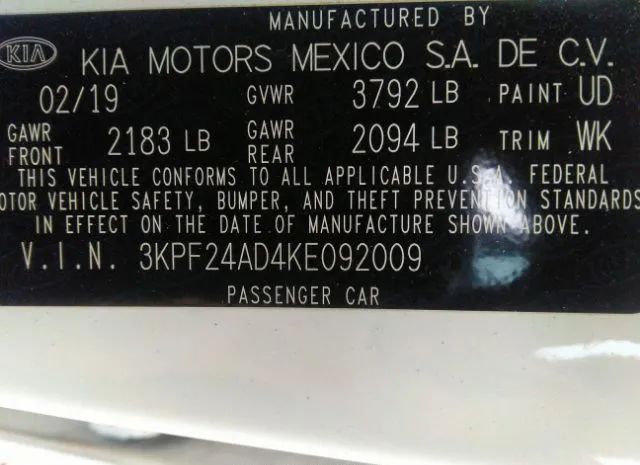 MANUFACTURED BY
KIA KIA MOTORS MEXICO S.A. DE C.V.
02/19 GVWR 3792 LB PAINT UD
GAWR FRONT 2183 LB GAWR REAR 2094 LB TRIM WK
THIS VEHICLE CONFORMS TO ALL APPLICABLE U.S.A. FEDERAL
OTOR VEHICLE SAFETY, BUMPER, AND THEFT PREVENTION STANDARDS
IN EFFECT ON THE DATE OF MANUFACTURE SHOWN ABOVE.
V.I.N. 3KPF24AD4KE092009
PASSENGER CAR